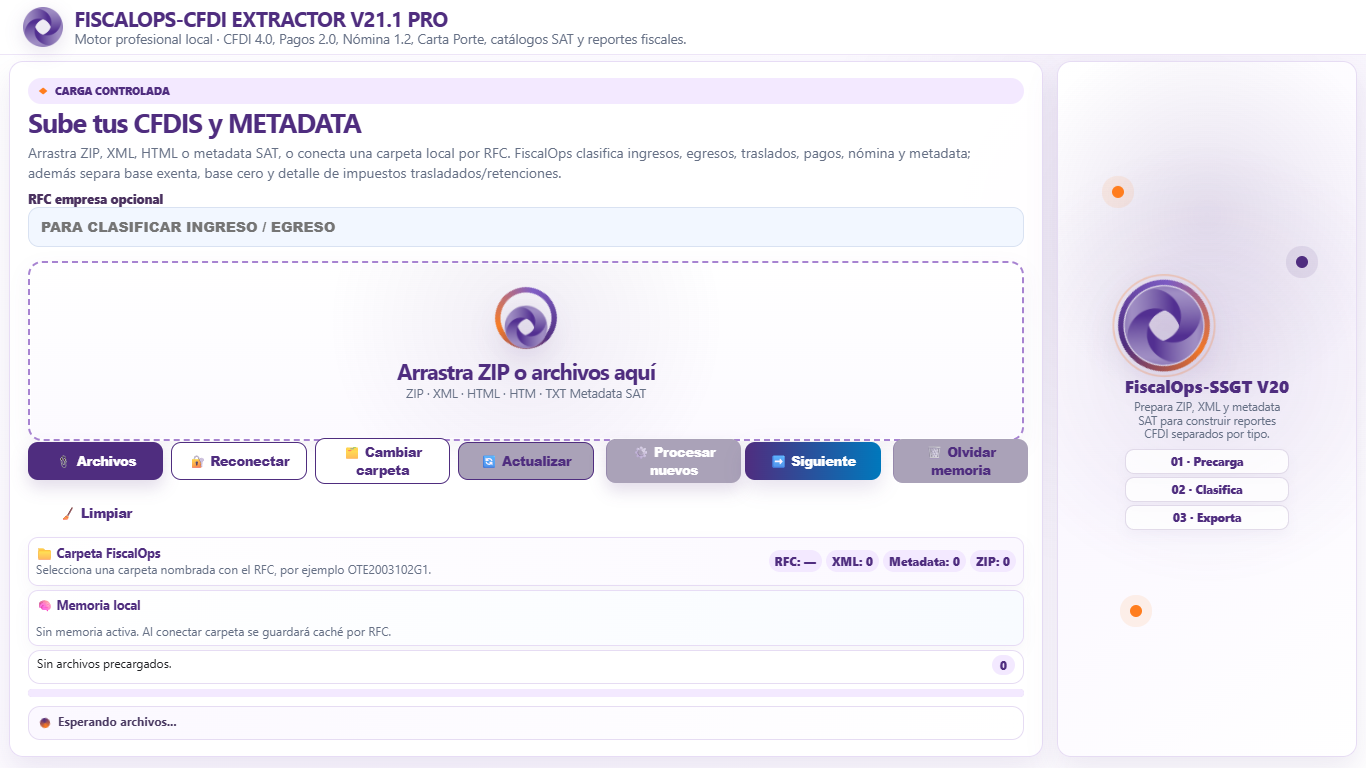 FISCALOPS-CFDI EXTRACTOR V21.1 PRO
Motor profesional local · CFDI 4.0, Pagos 2.0, Nómina 1.2, Carta Porte, catálogos SAT y reportes fiscales.
CARGA CONTROLADA
Sube tus CFDIS y METADATA
Arrastra ZIP, XML, HTML o metadata SAT, o conecta una carpeta local por RFC. FiscalOps clasifica ingresos, egresos, traslados, pagos, nómina y metadata;
además separa base exenta, base cero y detalle de impuestos trasladados/retenciones.
RFC empresa opcional
PARA CLASIFICAR INGRESO / EGRESO
Arrastra ZIP o archivos aquí
ZIP · XML · HTML · HTM · TXT Metadata SAT
Archivos
Reconectar
Cambiar
carpeta
Actualizar
Procesar
nuevos
Siguiente
Olvidar
memoria
Limpiar
Carpeta FiscalOps
Selecciona una carpeta nombrada con el RFC, por ejemplo OTE2003102G1.
RFC: — XML: 0 Metadata: 0 ZIP: 0
Memoria local
Sin memoria activa. Al conectar carpeta se guardará caché por RFC.
Sin archivos precargados.
0
Esperando archivos...
FiscalOps-SSGT V20
Prepara ZIP, XML y metadata
SAT para construir reportes
CFDI separados por tipo.
01 · Precarga
02 · Clasifica
03 · Exporta